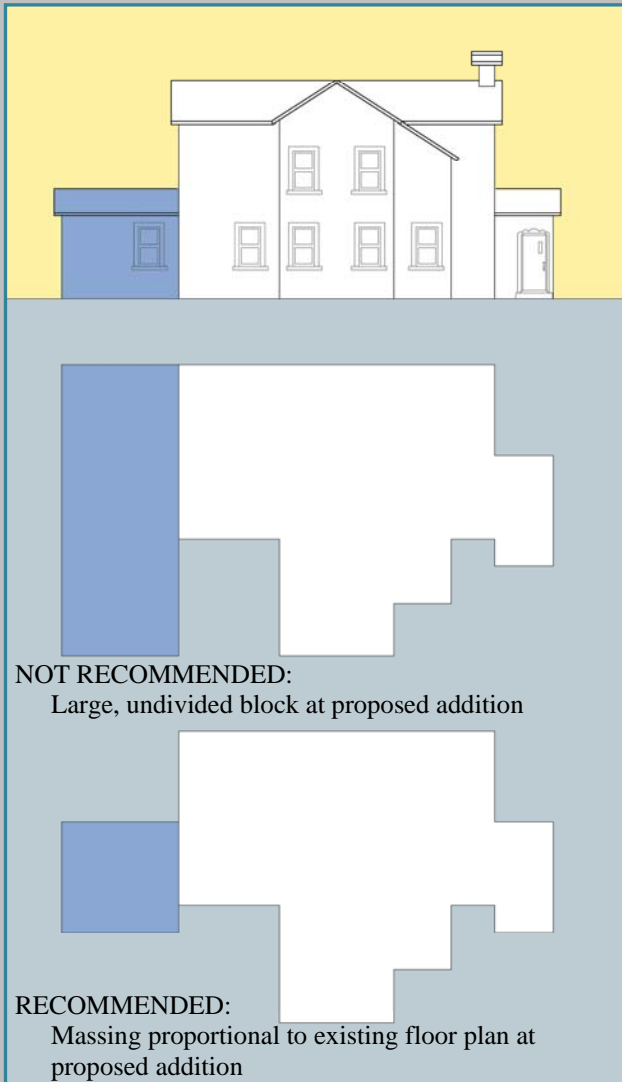 NOT RECOMMENDED:
Large, undivided block at proposed addition
RECOMMENDED:
Massing proportional to existing floor plan at
proposed addition